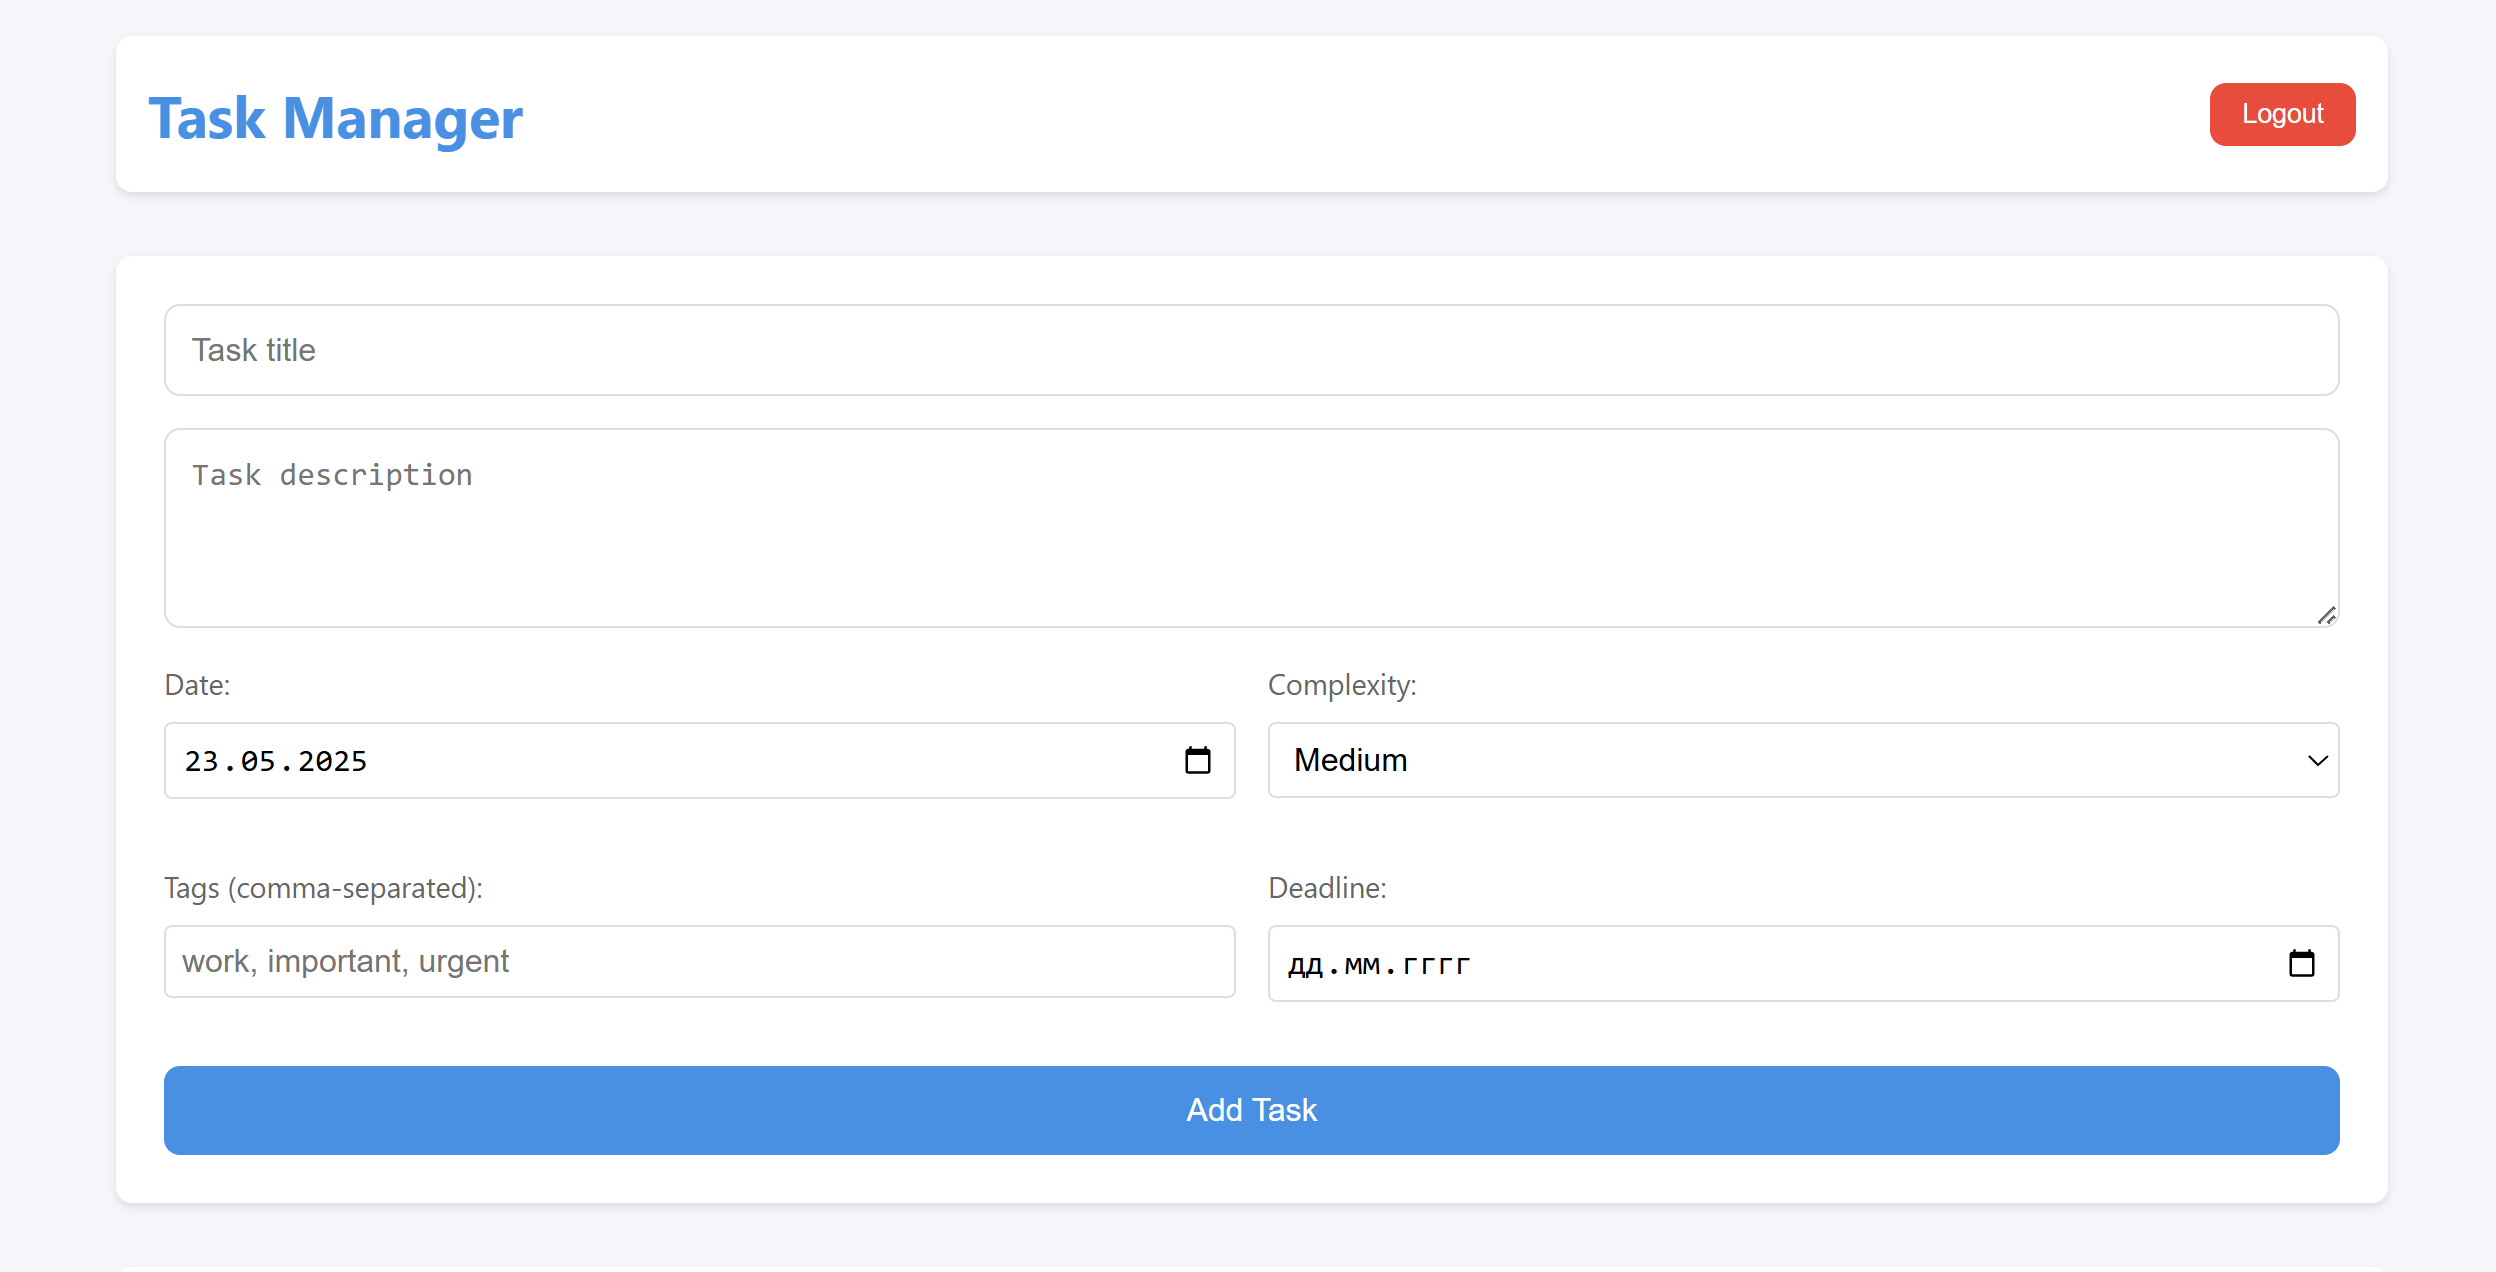 Task Manager
Logout
Task title
Task description
Date:
Complexity:
23.05.2025
Medium
Tags (comma-separated):
Deadline:
work, important, urgent
дд.мм.гггг
Add Task